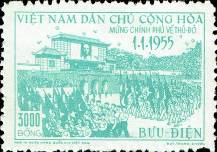 VIỆT NAM DÂN CHỦ CỘNG HÒA
MỪNG CHÍNH PHỦ VỀ THỦ-ĐÔ
1.1.1955
3000
ĐỒNG
BƯU-ĐIỆN